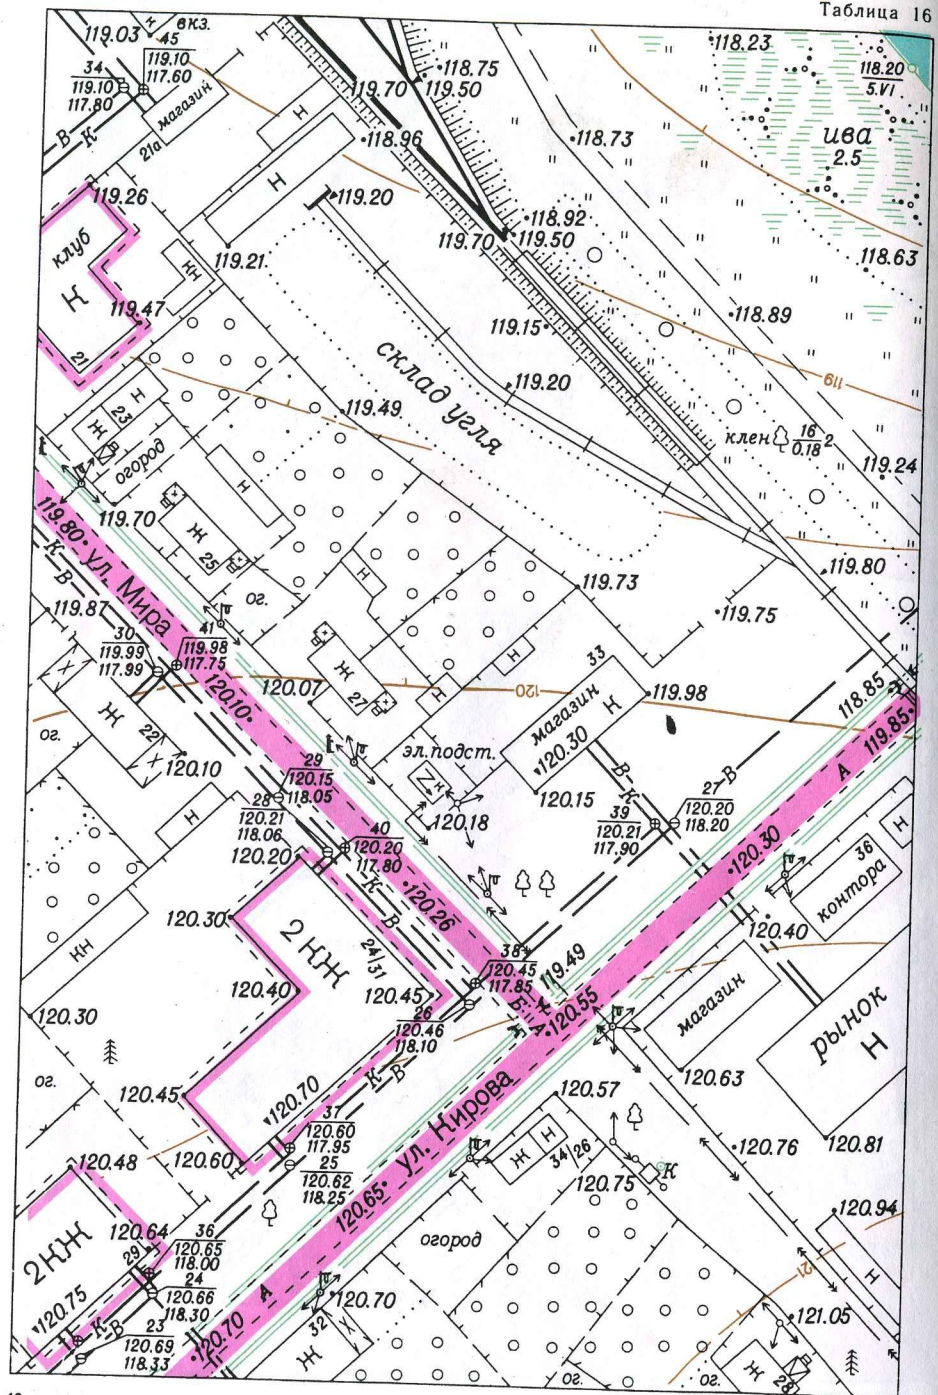 Таблица 16
119.03
вкз.
45
119.10
117.60
34
119.10
117.80
магазин
21а
Н
В
К
118.23
118.75
119.50
119.70
118.20
5.VI
118.96
118.73
ива
2.5
Н
Н
119.26
119.20
118.92
119.50
119.70
клуб
Н
КН
119.21
118.63
119.47
21
119.15
118.89
склад угля
119.20
119
119.49
Н
Ж
23
огород
клен 16 2
0.18
119.24
Н
119.70
119.80
Ж
25
ог.
ул. Мира
К
В
Н
119.73
119.80
119.75
119.87
30
119.99
117.99
41
119.98
117.75
Н
33
Ж
27
Н
120
120.07
120.10
магазин
Н
120.30
119.98
118.85
119.85
Ж
22
ог.
120.10
29
120.15
118.05
эл.подст.
120.15
В
К
27
120.20
118.20
В
А
28
120.21
118.06
Н
120.18
39
120.21
117.90
120.20
40
120.20
117.80
120.30
36
контора
Н
К
В
120.26
120.30
2КЖ
24/31
КН
38
120.45
117.85
119.49
120.40
120.40
120.45
Б
А
120.55
магазин
рынок
Н
120.30
26
120.46
118.10
К
В
ог.
120.45
120.70
120.57
120.63
37
120.60
117.95
ул. Кирова
25
120.62
118.25
120.60
Ж
Н
34/26
120.76
120.81
120.48
120.75
К
120.65
120.94
2КЖ
120.64
29
36
120.65
118.00
огород
24
120.66
118.30
121
Н
120.75
К
В
А
120.70
23
120.69
118.33
120.70
32
Ж
121.05
ог.
ог.
Ж
28